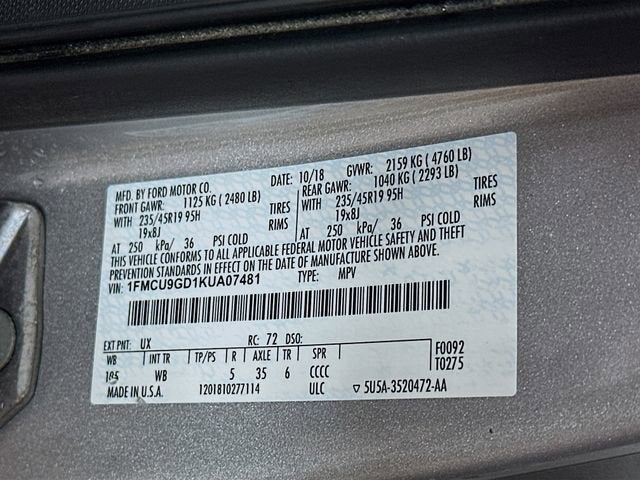 MFD. BY FORD MOTOR CO. DATE: 10/18 GVWR: 2159 KG ( 4760 LB)
FRONT GAWR: 1125 KG ( 2480 LB) REAR GAWR: 1040 KG ( 2293 LB)
WITH 235/45R19 95H TIRES WITH 235/45R19 95H TIRES
19x8J RIMS 19x8J RIMS
AT 250 kPa/ 36 PSI COLD AT 250 kPa/ 36 PSI COLD
THIS VEHICLE CONFORMS TO ALL APPLICABLE FEDERAL MOTOR VEHICLE SAFETY AND THEFT
PREVENTION STANDARDS IN EFFECT ON THE DATE OF MANUFACTURE SHOWN ABOVE.
VIN: 1FMCU9GD1KUA07481 TYPE: MPV
EXT PNT: UX RC: 72 DSO:
WB INT TR TP/PS R AXLE TR SPR F0092
105 WB 5 35 6 CCCC T0275
MADE IN U.S.A. 1201810277114 ULC ▽ 5U5A-3520472-AA